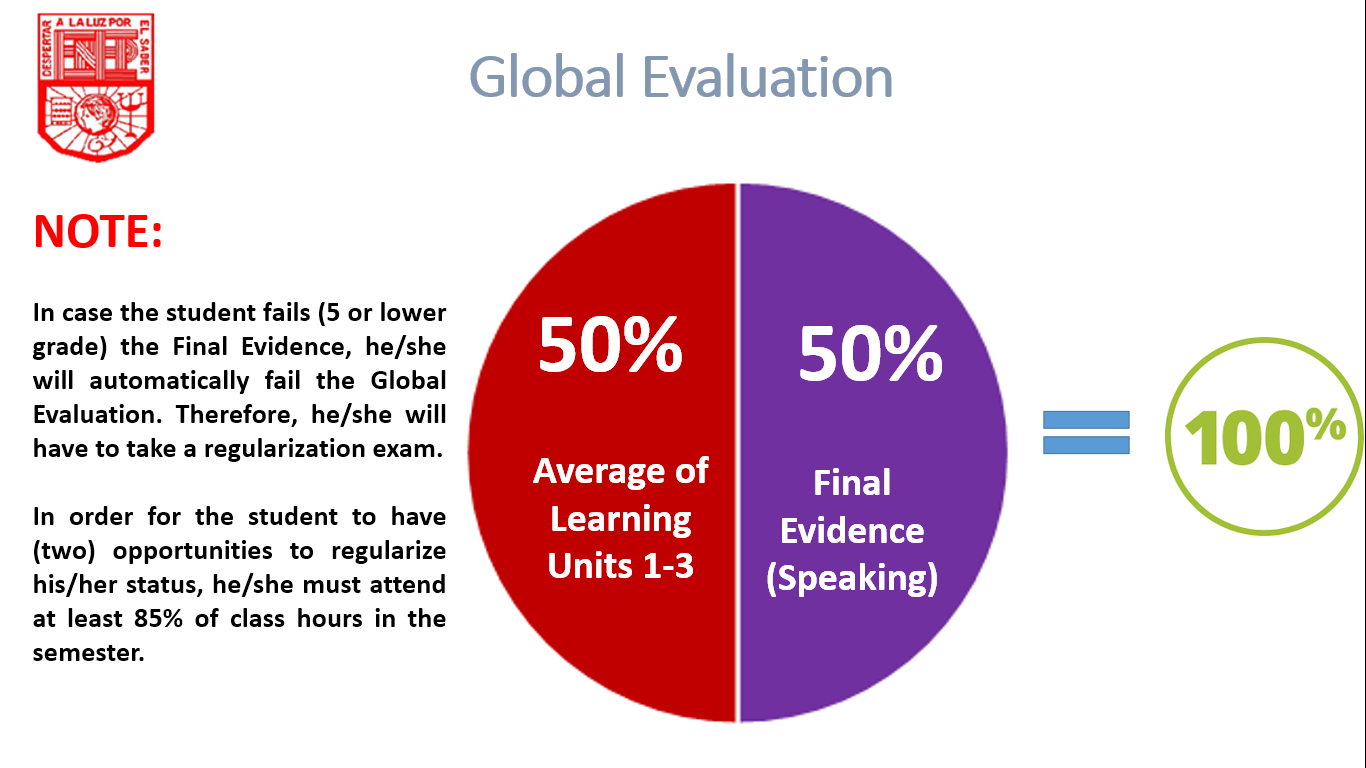 DESPERTAR
A LA LUZ POR
EL SABER
ENP
Global Evaluation
NOTE:
In case the student fails (5 or lower
grade) the Final Evidence, he/she
will automatically fail the Global
Evaluation. Therefore, he/she will
have to take a regularization exam.
In order for the student to have
(two) opportunities to regularize
his/her status, he/she must attend
at least 85% of class hours in the
semester.
50%
Average of
Learning
Units 1-3
50%
Final
Evidence
(Speaking)
=
100%